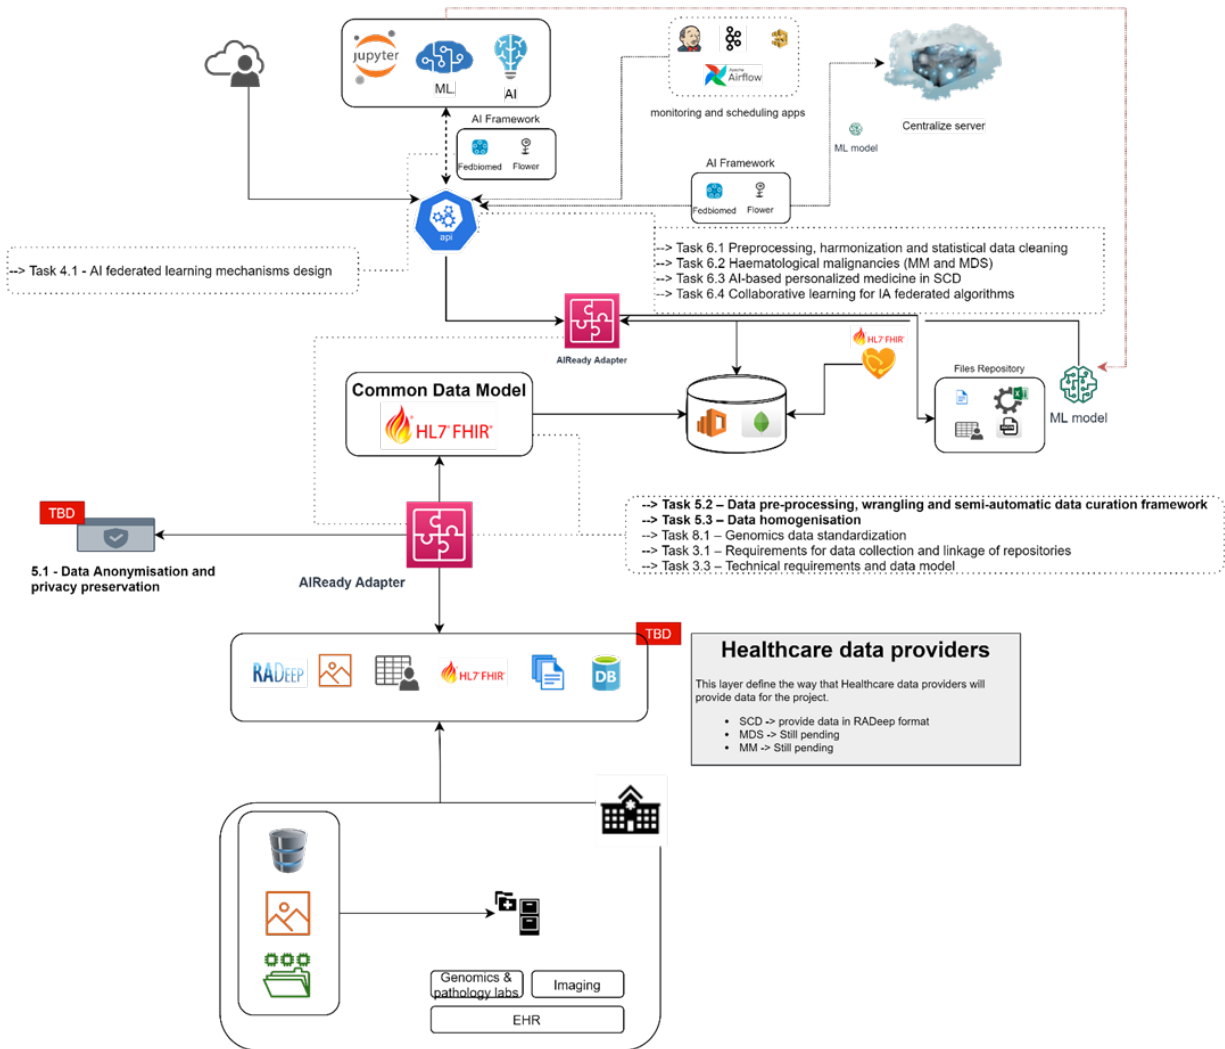 jupyter
ML.
AI
AI Framework
Fedbiomed
Flower
Apache
Airflow
monitoring and scheduling apps
Centralize server
ML model
AI Framework
Fedbiomed
Flower
api
--> Task 4.1 - AI federated learning mechanisms design
--> Task 6.1 Preprocessing, harmonization and statistical data cleaning
--> Task 6.2 Haematological malignancies (MM and MDS)
--> Task 6.3 AI-based personalized medicine in SCD
--> Task 6.4 Collaborative learning for IA federated algorithms
AIReady Adapter
HL7 FHIR
Files Repository
ML model
Common Data Model
HL7 FHIR
TBD
5.1 - Data Anonymisation and
privacy preservation
AIReady Adapter
--> Task 5.2 – Data pre-processing, wrangling and semi-automatic data curation framework
--> Task 5.3 – Data homogenisation
--> Task 8.1 – Genomics data standardization
--> Task 3.1 – Requirements for data collection and linkage of repositories
--> Task 3.3 – Technical requirements and data model
TBD
RADEEP
HL7 FHIR
DB
Healthcare data providers
This layer define the way that Healthcare data providers will
provide data for the project.
• SCD -> provide data in RADeep format
• MDS -> Still pending
• MM -> Still pending
Genomics &
pathology labs
Imaging
EHR